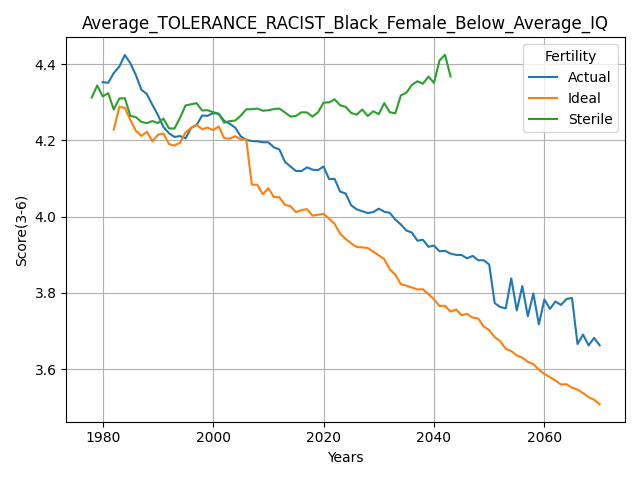 Average_TOLERANCE_RACIST_Black_Female_Below_Average_IQ
Fertility
Actual
Ideal
Sterile
Score(3-6)
4.4
4.2
4.0
3.8
3.6
1980 2000 2020 2040 2060
Years